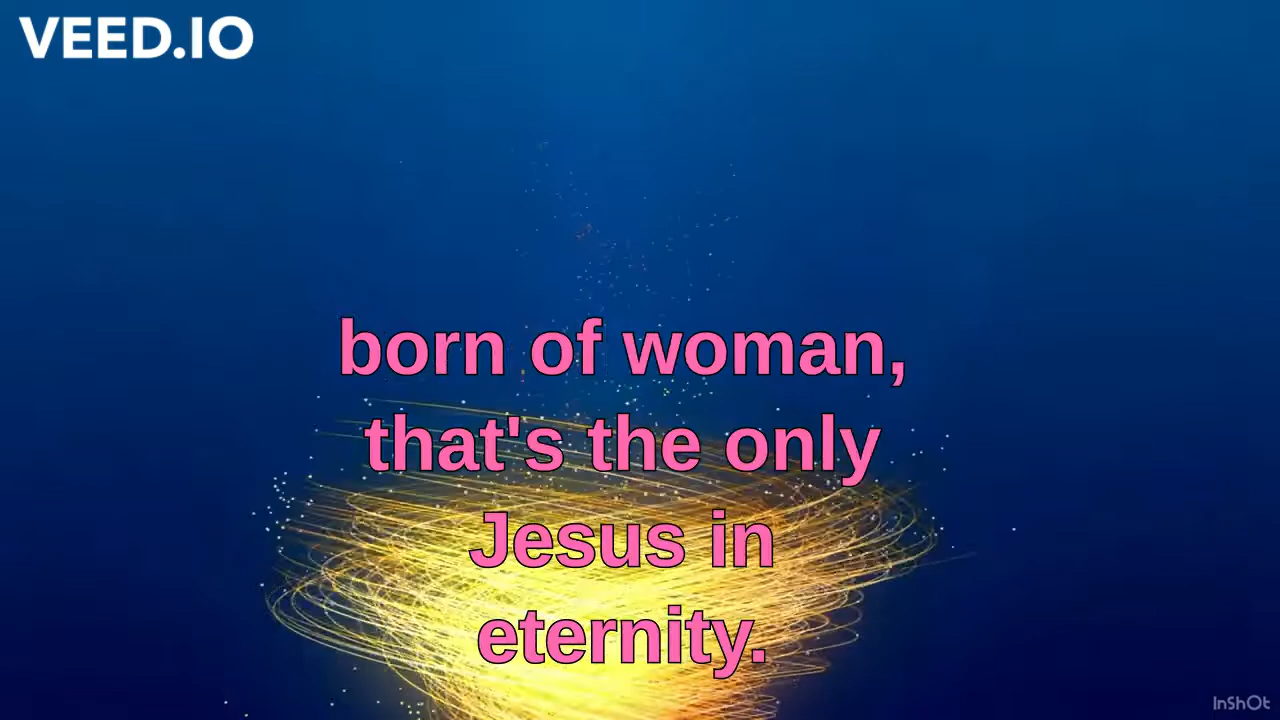 VEED.IO
born of woman,
that's the only
Jesus in
eternity.
InShOt